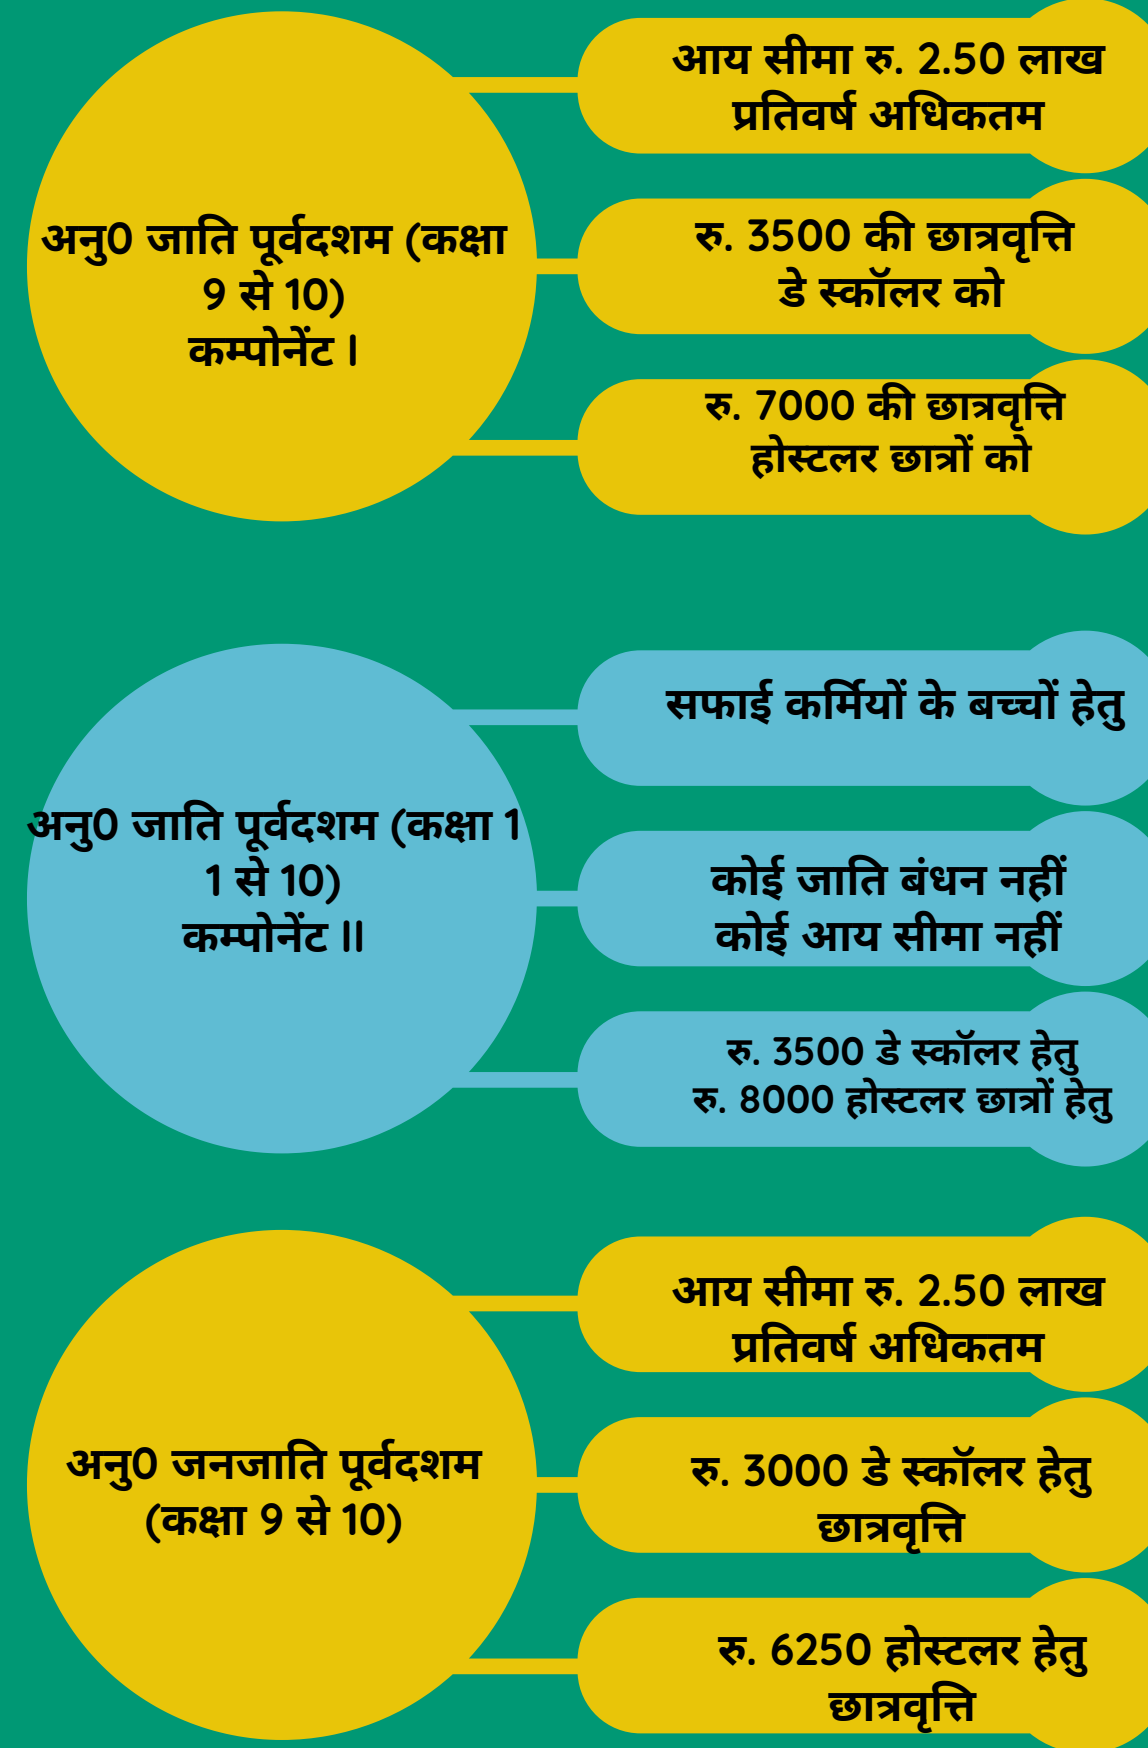 अनु0 जाति पूर्वदशम (कक्षा
9 से 10)
कम्पोनेंट I
आय सीमा रु. 2.50 लाख
प्रतिवर्ष अधिकतम
रु. 3500 की छात्रवृत्ति
डे स्कॉलर को
रु. 7000 की छात्रवृत्ति
होस्टलर छात्रों को
अनु0 जाति पूर्वदशम (कक्षा 1
1 से 10)
कम्पोनेंट II
सफाई कर्मियों के बच्चों हेतु
कोई जाति बंधन नहीं
कोई आय सीमा नहीं
रु. 3500 डे स्कॉलर हेतु
रु. 8000 होस्टलर छात्रों हेतु
अनु0 जनजाति पूर्वदशम
(कक्षा 9 से 10)
आय सीमा रु. 2.50 लाख
प्रतिवर्ष अधिकतम
रु. 3000 डे स्कॉलर हेतु
छात्रवृत्ति
रु. 6250 होस्टलर हेतु
छात्रवृत्ति